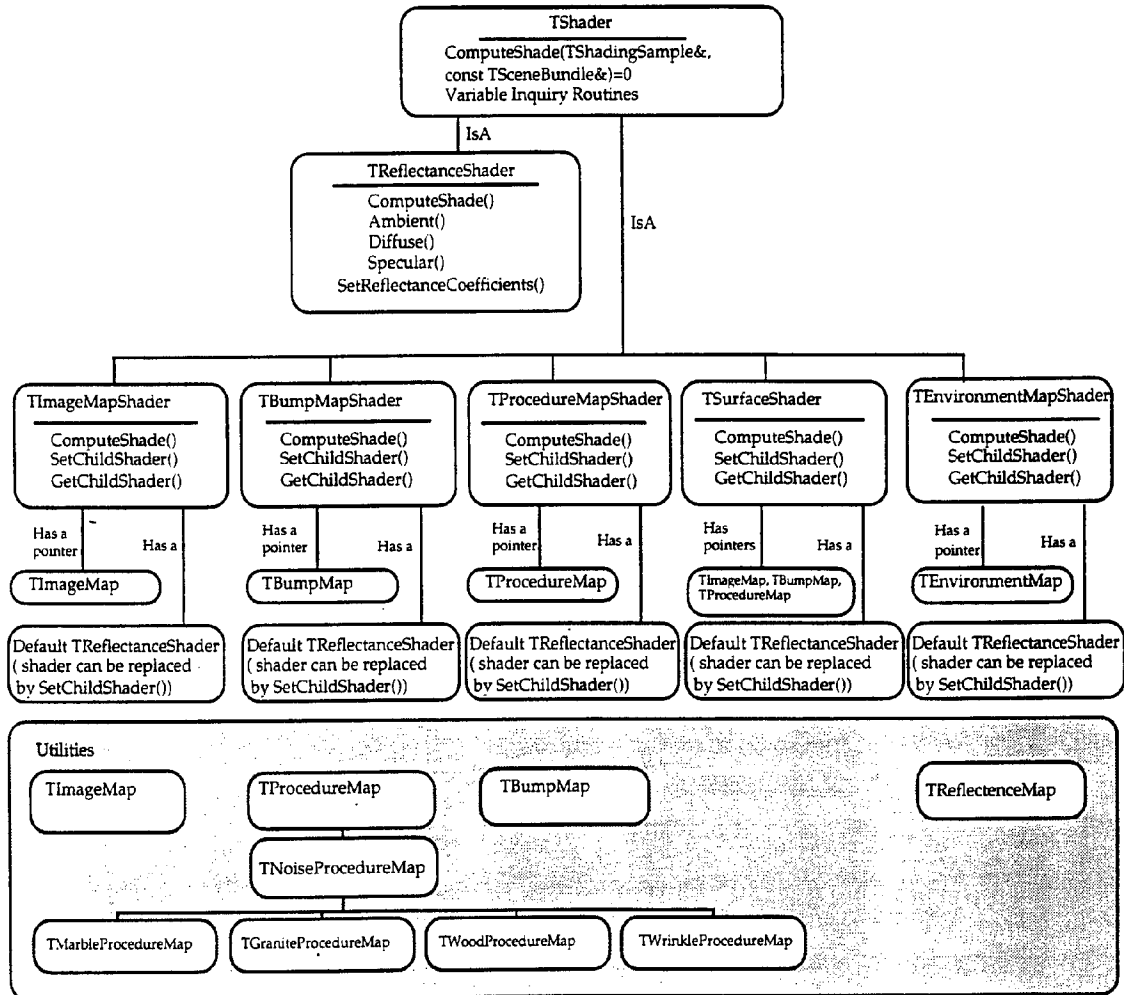 TShader
ComputeShade(TShadingSample&,
const TSceneBundle&)=0
Variable Inquiry Routines
IsA
TReflectanceShader
ComputeShade()
Ambient()
Diffuse()
Specular()
SetReflectanceCoefficients()
IsA
TImageMapShader
ComputeShade()
SetChildShader()
GetChildShader()
TBumpMapShader
ComputeShade()
SetChildShader()
GetChildShader()
TProcedureMapShader
ComputeShade()
SetChildShader()
GetChildShader()
TSurfaceShader
ComputeShade()
SetChildShader()
GetChildShader()
TEnvironmentMapShader
ComputeShade()
SetChildShader()
GetChildShader()
Has a
pointer
Has a
Has a
pointer
Has a
Has a
pointer
Has a
Has
pointers
Has a
Has a
pointer
Has a
TImageMap
TBumpMap
TProcedureMap
TImageMap, TBumpMap,
TProcedureMap
TEnvironmentMap
Default TReflectanceShader
( shader can be replaced
by SetChildShader())
Default TReflectanceShader
( shader can be replaced
by SetChildShader())
Default TReflectanceShader
( shader can be replaced
by SetChildShader())
Default TReflectanceShader
( shader can be replaced
by SetChildShader())
Default TReflectanceShader
( shader can be replaced
by SetChildShader())
Utilities
TImageMap
TProcedureMap
TBumpMap
TReflectenceMap
TNoiseProcedureMap
TMarbleProcedureMap
TGraniteProcedureMap
TWoodProcedureMap
TWrinkleProcedureMap